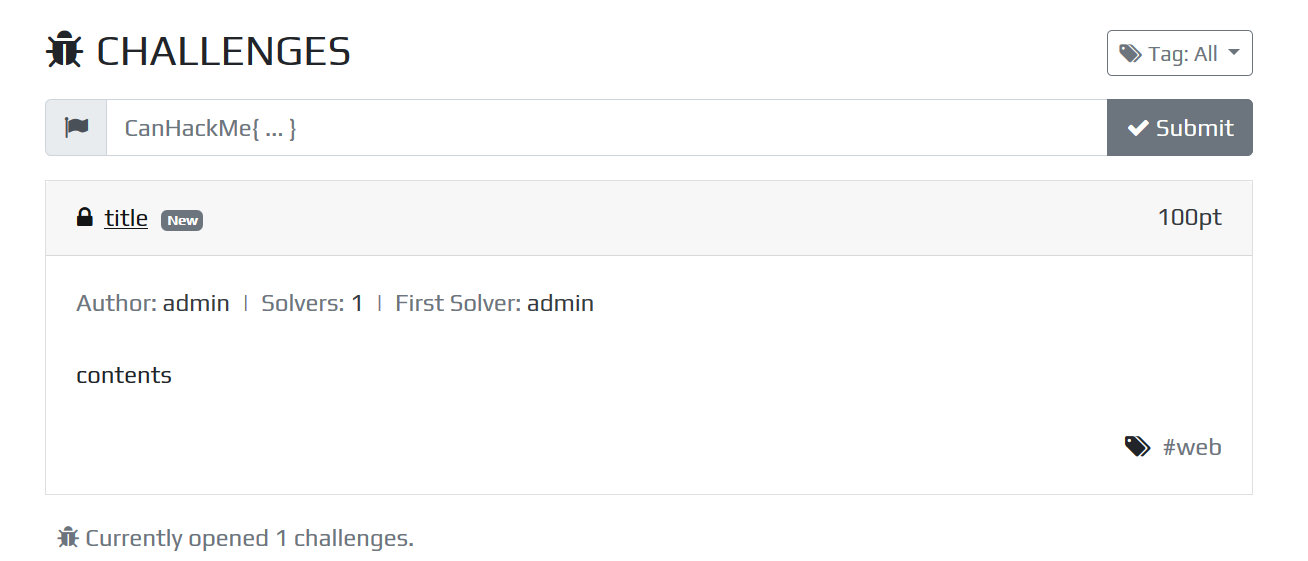 CHALLENGES
Tag: All
CanHackMe{ ... }
Submit
title New 100pt
Author: admin | Solvers: 1 | First Solver: admin
contents
#web
Currently opened 1 challenges.